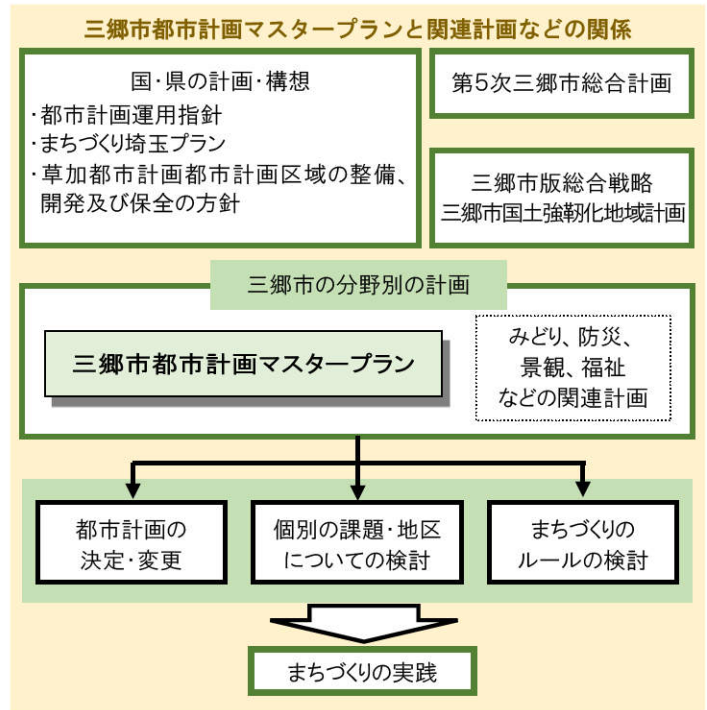 三郷市都市計画マスタープランと関連計画などの関係
国・県の計画・構想
・都市計画運用指針
・まちづくり埼玉プラン
・草加都市計画都市計画区域の整備、
開発及び保全の方針
第5次三郷市総合計画
三郷市版総合戦略
三郷市国土強靭化地域計画
三郷市の分野別の計画
三郷市都市計画マスタープラン
みどり、防災、
景観、福祉
などの関連計画
都市計画の
決定・変更
個別の課題・地区
についての検討
まちづくりの
ルールの検討
まちづくりの実践